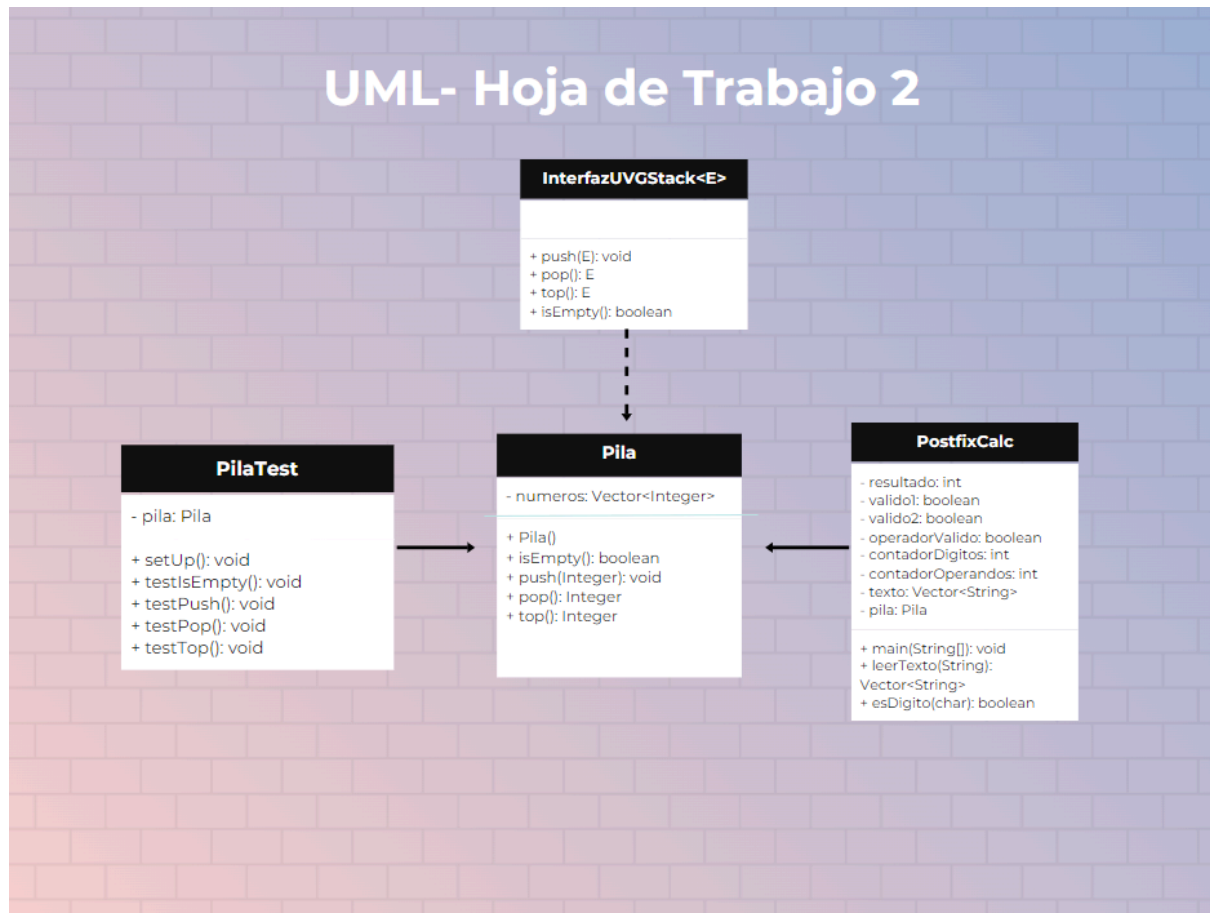 UML- Hoja de Trabajo 2
InterfazUVGStack<E>
+ push(E): void
+ pop(): E
+ top(): E
+ isEmpty(): boolean
PilaTest
- pila: Pila
+ setUp(): void
+ testIsEmpty(): void
+ testPush(): void
+ testPop(): void
+ testTop(): void
Pila
- numeros: Vector<Integer>
+ Pila()
+ isEmpty(): boolean
+ push(Integer): void
+ pop(): Integer
+ top(): Integer
PostfixCalc
- resultado: int
- valido1: boolean
- valido2: boolean
- operadorValido: boolean
- contadorDigitos: int
- contadorOperandos: int
- texto: Vector<String>
- pila: Pila
+ main(String[]): void
+ leerTexto(String):
Vector<String>
+ esDigito(char): boolean